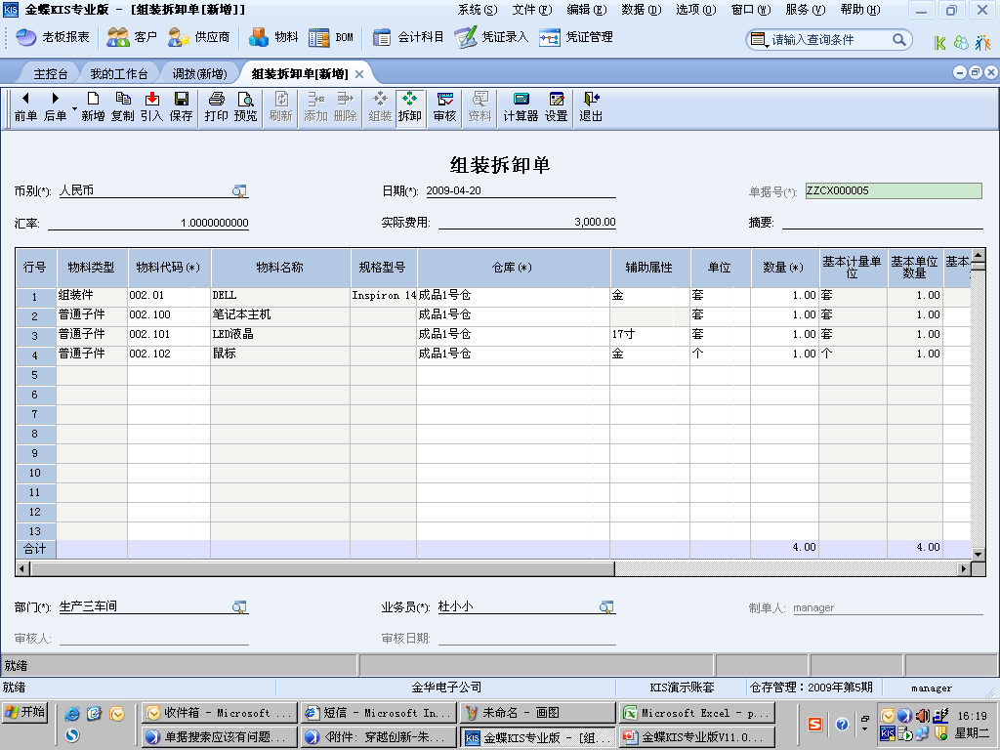 金蝶KIS专业版 - [组装拆卸单[新增]]
系统(S) 文件(F) 编辑(E) 数据(D) 选项(O) 窗口(W) 服务(V) 帮助(H)
老板报表 客户 供应商 物料 BOM 会计科目 凭证录入 凭证管理 请输入查询条件
主控台 我的工作台 调拨(新增) 组装拆卸单[新增]
前单 后单 新增 复制 引入 保存 打印 预览 刷新 添加 删除 组装 拆卸 审核 资料 计算器 设置 退出
组装拆卸单
币别(*): 人民币 日期(*): 2009-04-20 单据号(*): ZZCX000005
汇率: 1.0000000000 实际费用: 3,000.00 摘要:
行号 物料类型 物料代码(*) 物料名称 规格型号 仓库(*) 辅助属性 单位 数量(*) 基本计量单位 基本单位数量 基本
1 组装件 002.01 DELL Inspiron 14 成品1号仓 金 套 1.00 套 1.00
2 普通子件 002.100 笔记本主机 成品1号仓 套 1.00 套 1.00
3 普通子件 002.101 LED液晶 成品1号仓 17寸 套 1.00 套 1.00
4 普通子件 002.102 鼠标 成品1号仓 金 个 1.00 个 1.00
5
6
7
8
9
10
11
12
13
合计 4.00 4.00
部门(*): 生产三车间 业务员(*): 杜小小 制单人: manager
审核人: 审核日期:
就绪
就绪 金华电子公司 KIS演示账套 仓存管理：2009年第5期 manager
开始 收件箱 - Microsoft ... 短信 - Microsoft In... 未命名 - 画图 Microsoft Excel - p... 16:19
单据搜索应该有问题... <附件: 穿越创新-朱... 金蝶KIS专业版 - [组... 金蝶KIS专业版V11.0... 星期二